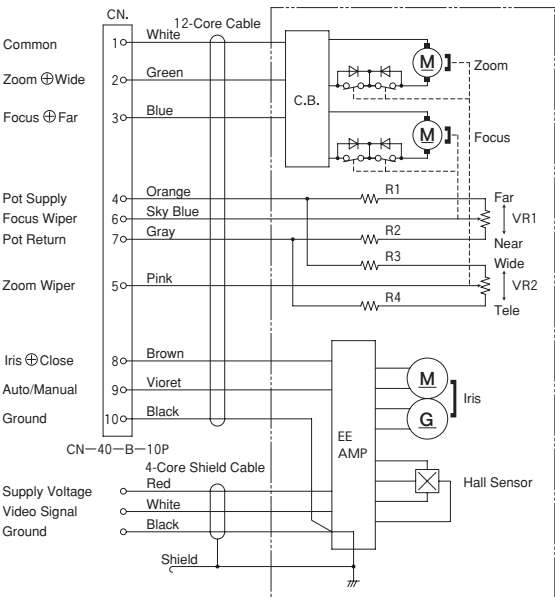 CN.
12-Core Cable
Common 1 White
Zoom ⊕Wide 2 Green
Focus ⊕Far 3 Blue
C.B.
M Zoom
M Focus
Pot Supply 4 Orange R1 Far
Focus Wiper 6 Sky Blue VR1
Pot Return 7 Gray R2 Near
R3 Wide
Zoom Wiper 5 Pink VR2
R4 Tele
Iris ⊕Close 8 Brown
Auto/Manual 9 Vioret
Ground 10 Black
CN-40-B-10P
M
G
Iris
EE
AMP
Hall Sensor
4-Core Shield Cable
Supply Voltage Red
Video Signal White
Ground Black
Shield